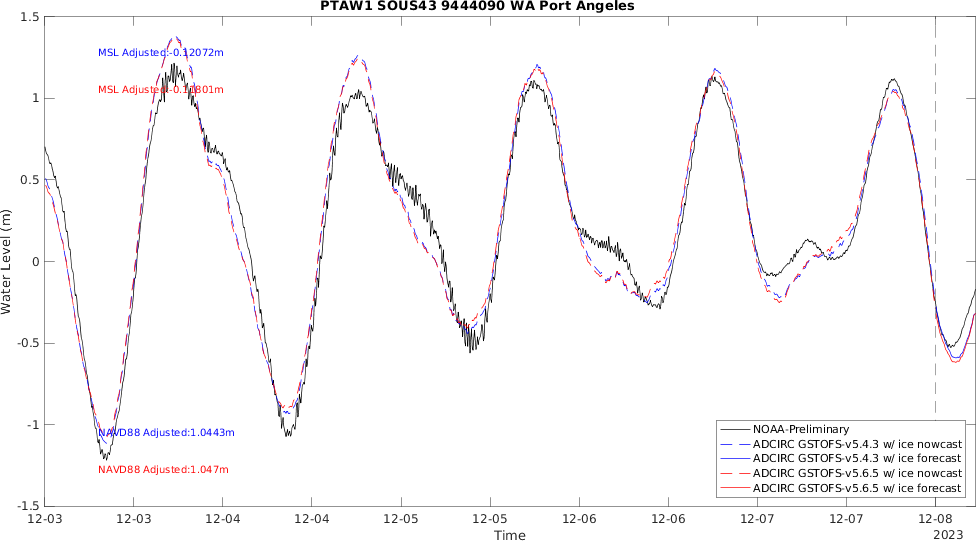 PTAW1 SOUS43 9444090 WA Port Angeles
MSL Adjusted:-0.12072m
MSL Adjusted:-0.11801m
NAVD88 Adjusted:1.0443m
NAVD88 Adjusted:1.047m
Water Level (m)
1.5
1
0.5
0
-0.5
-1
-1.5
12-03
12-03
12-04
12-04
12-05
12-05
12-06
12-06
12-07
12-07
12-08
2023
Time
NOAA-Preliminary
ADCIRC GSTOFS-v5.4.3 w/ ice nowcast
ADCIRC GSTOFS-v5.4.3 w/ ice forecast
ADCIRC GSTOFS-v5.6.5 w/ ice nowcast
ADCIRC GSTOFS-v5.6.5 w/ ice forecast